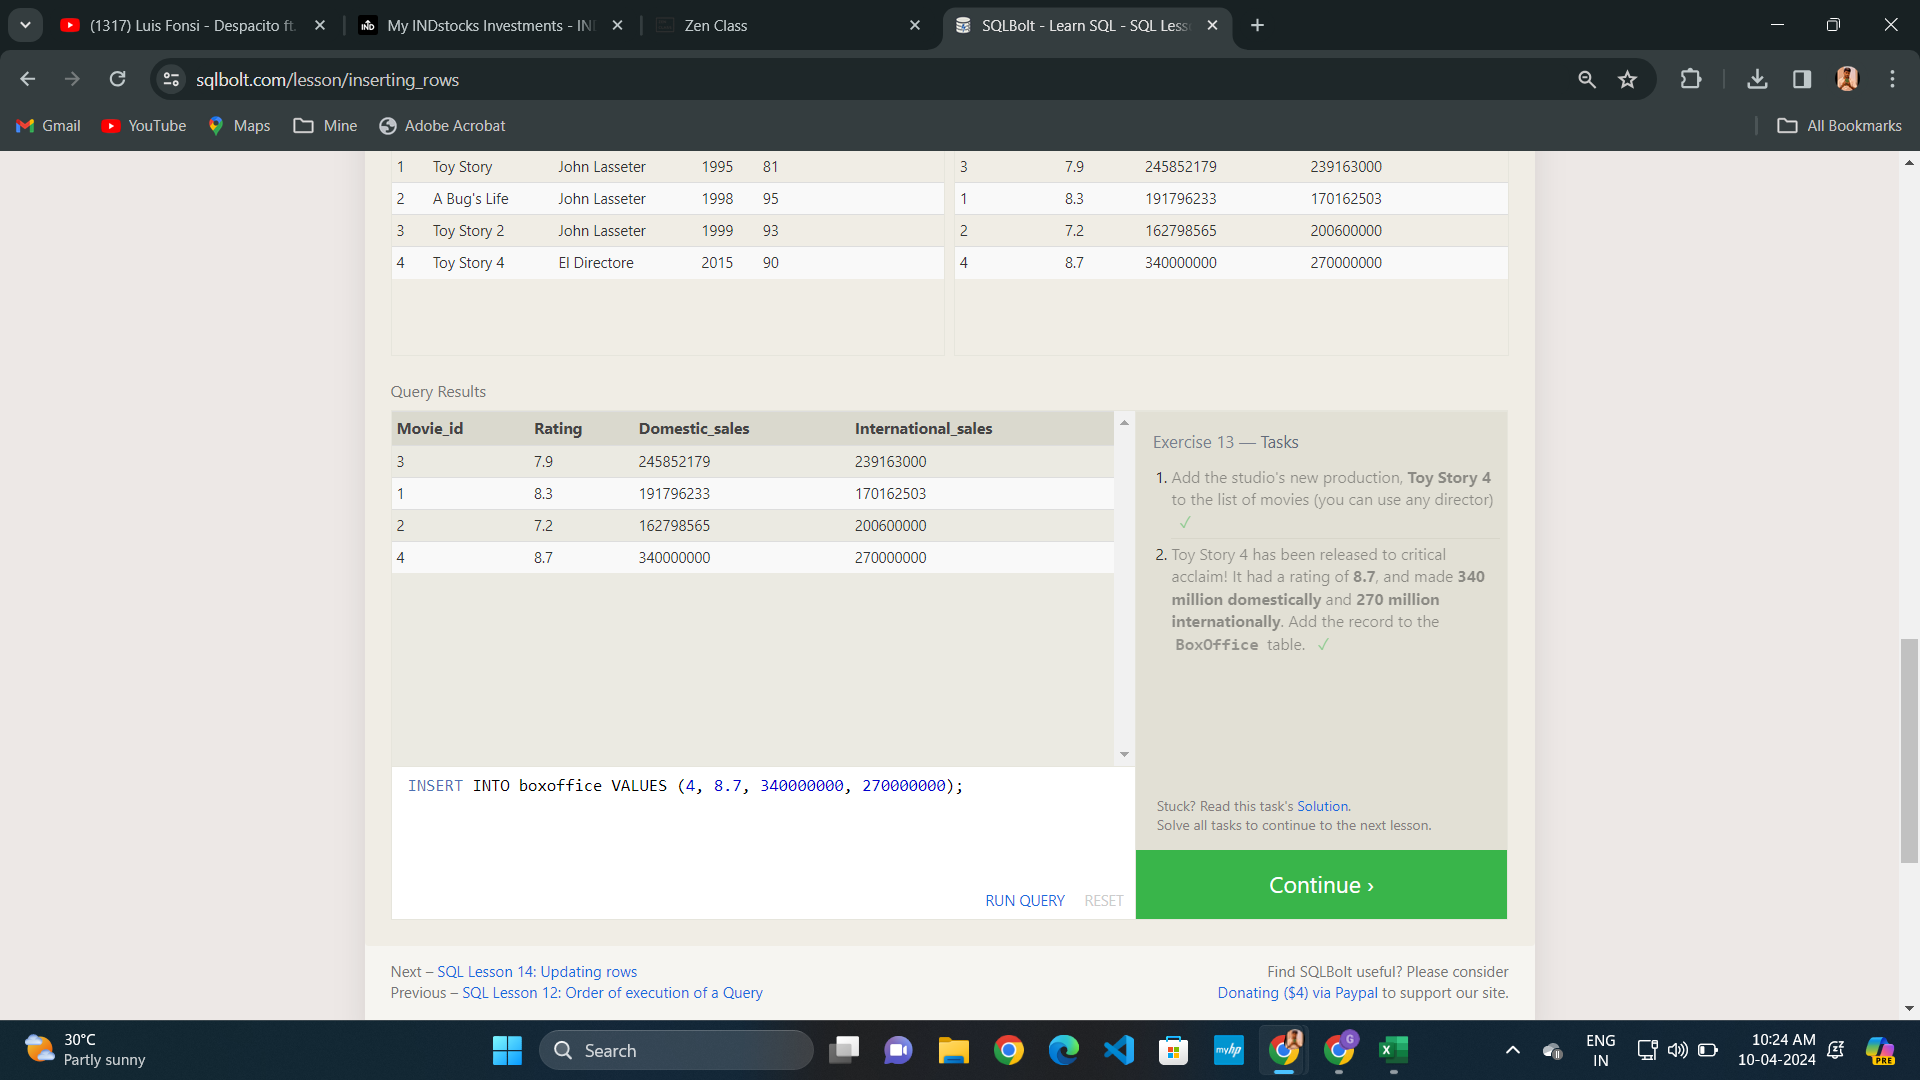 (1317) Luis Fonsi - Despacito ft.
My INDstocks Investments - IND
Zen Class
SQLBolt - Learn SQL - SQL Less
sqlbolt.com/lesson/inserting_rows
Gmail
YouTube
Maps
Mine
Adobe Acrobat
All Bookmarks
1 Toy Story John Lasseter 1995 81
2 A Bug's Life John Lasseter 1998 95
3 Toy Story 2 John Lasseter 1999 93
4 Toy Story 4 El Directore 2015 90
3 7.9 245852179 239163000
1 8.3 191796233 170162503
2 7.2 162798565 200600000
4 8.7 340000000 270000000
Query Results
Movie_id Rating Domestic_sales International_sales
3 7.9 245852179 239163000
1 8.3 191796233 170162503
2 7.2 162798565 200600000
4 8.7 340000000 270000000
Exercise 13 — Tasks
1. Add the studio's new production, Toy Story 4
to the list of movies (you can use any director)
✓
2. Toy Story 4 has been released to critical
acclaim! It had a rating of 8.7, and made 340
million domestically and 270 million
internationally. Add the record to the
BoxOffice table. ✓
INSERT INTO boxoffice VALUES (4, 8.7, 340000000, 270000000);
RUN QUERY RESET
Stuck? Read this task's Solution.
Solve all tasks to continue to the next lesson.
Continue ›
Next – SQL Lesson 14: Updating rows
Previous – SQL Lesson 12: Order of execution of a Query
Find SQLBolt useful? Please consider
Donating ($4) via Paypal to support our site.
30°C
Partly sunny
Search
myhp
G
ENG
IN
10:24 AM
10-04-2024
PRE